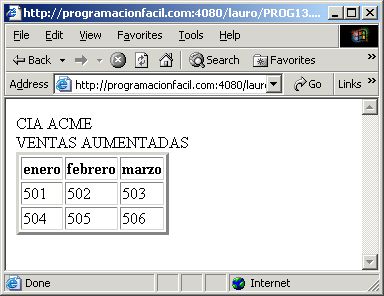 http://programacionfacil.com:4080/lauro/PROG13....
File Edit View Favorites Tools Help
Back Search Favorites
Address http://programacionfacil.com:4080/laur Go Links »
CIA ACME
VENTAS AUMENTADAS
enero febrero marzo
501 502 503
504 505 506
Done Internet